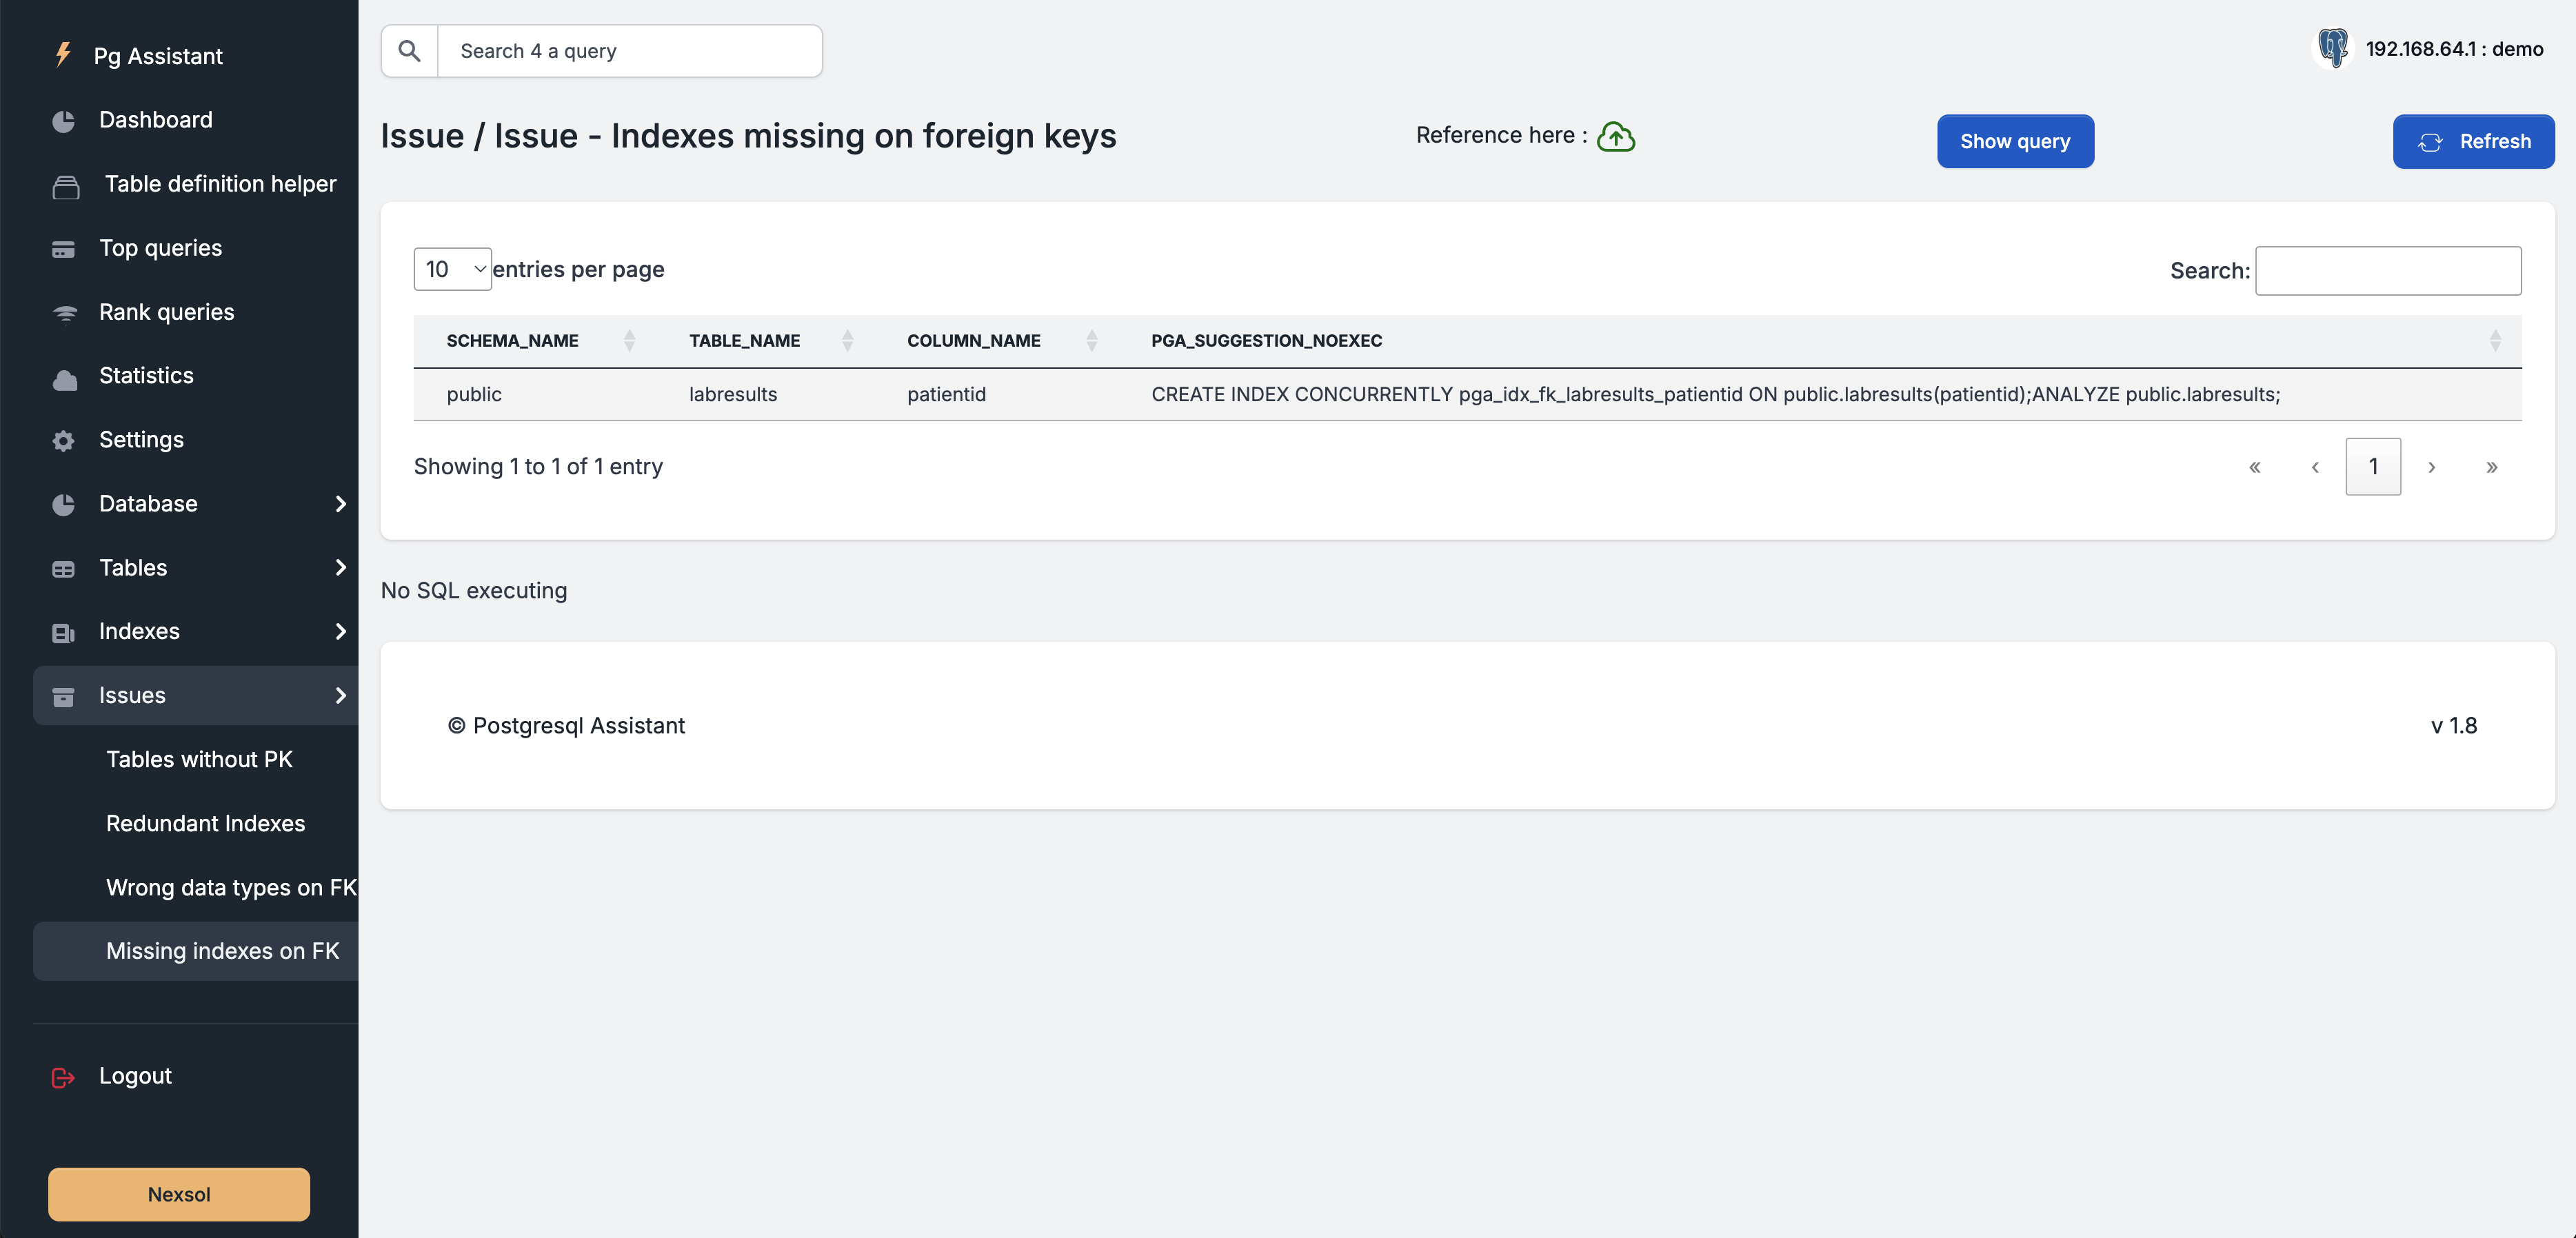 Pg Assistant
Dashboard
Table definition helper
Top queries
Rank queries
Statistics
Settings
Database
Tables
Indexes
Issues
Tables without PK
Redundant Indexes
Wrong data types on FK
Missing indexes on FK
Logout
Nexsol
Search 4 a query
192.168.64.1 : demo
Issue / Issue - Indexes missing on foreign keys
Reference here :
Show query
Refresh
10 entries per page
Search:
SCHEMA_NAME TABLE_NAME COLUMN_NAME PGA_SUGGESTION_NOEXEC
public labresults patientid CREATE INDEX CONCURRENTLY pga_idx_fk_labresults_patientid ON public.labresults(patientid);ANALYZE public.labresults;
Showing 1 to 1 of 1 entry
« ‹ 1 › »
No SQL executing
© Postgresql Assistant
v 1.8